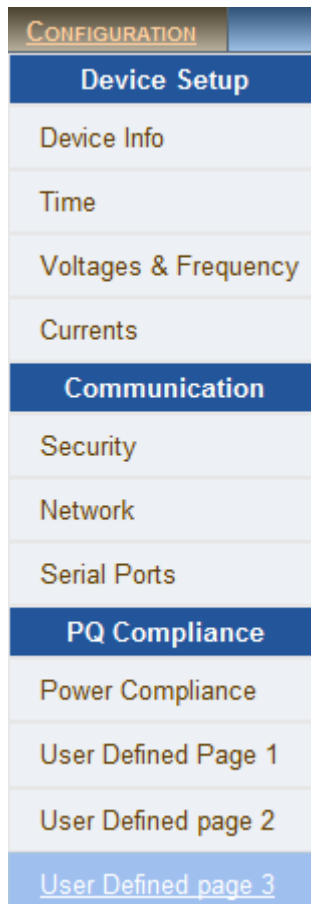 CONFIGURATION
Device Setup
Device Info
Time
Voltages & Frequency
Currents
Communication
Security
Network
Serial Ports
PQ Compliance
Power Compliance
User Defined Page 1
User Defined page 2
User Defined page 3